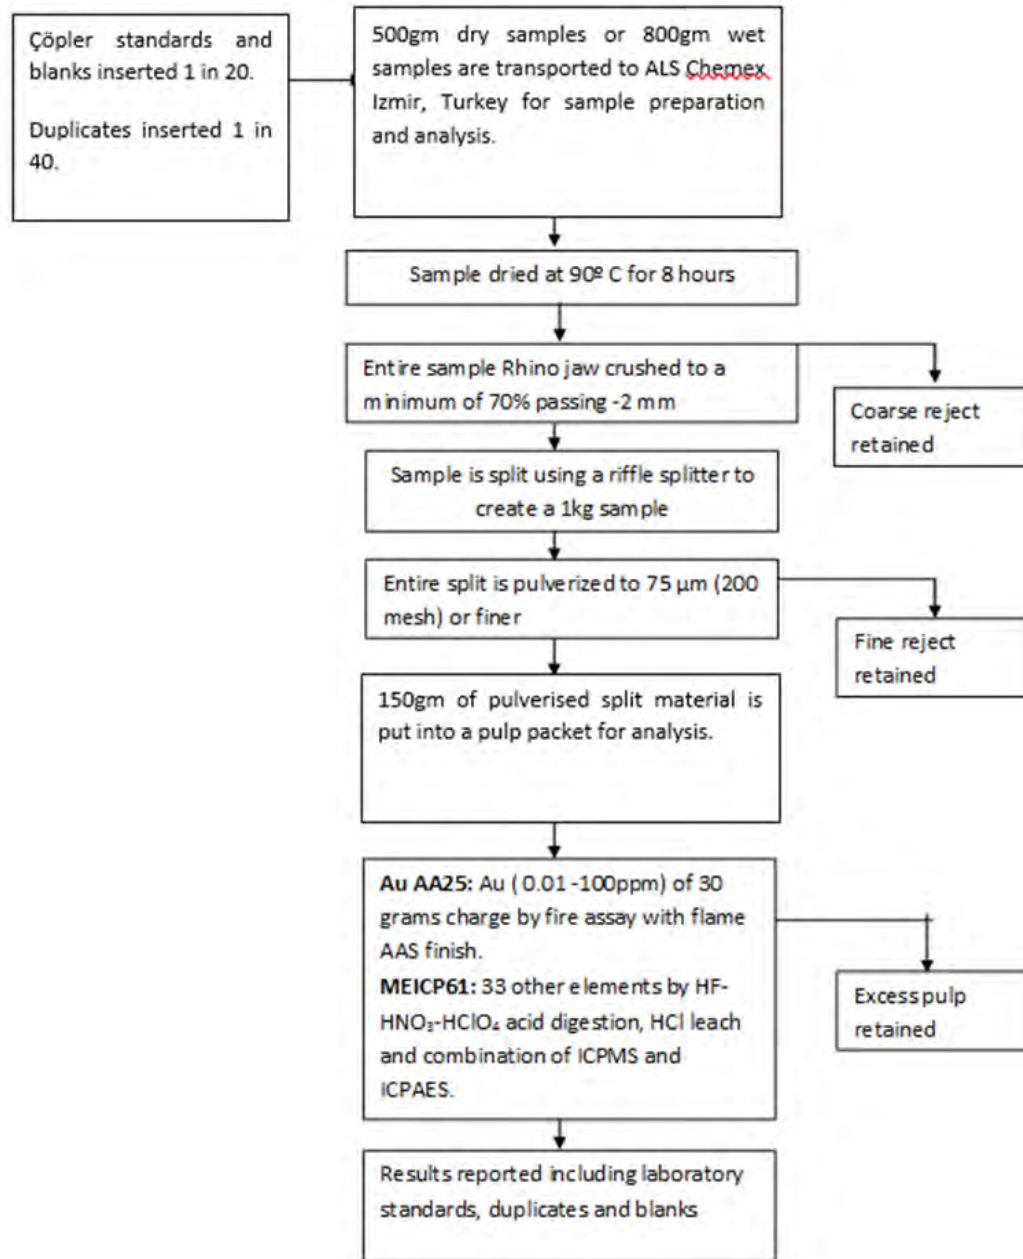 Çöpler standards and
blanks inserted 1 in 20.
Duplicates inserted 1 in
40.
500gm dry samples or 800gm wet
samples are transported to ALS Chemex
Izmir, Turkey for sample preparation
and analysis.
Sample dried at 90º C for 8 hours
Entire sample Rhino jaw crushed to a
minimum of 70% passing -2 mm
Coarse reject
retained
Sample is split using a riffle splitter to
create a 1kg sample
Entire split is pulverized to 75 µm (200
mesh) or finer
Fine reject
retained
150gm of pulverised split material is
put into a pulp packet for analysis.
Au AA25: Au ( 0.01 -100ppm) of 30
grams charge by fire assay with flame
AAS finish.
MEICP61: 33 other elements by HF-
HNO₃-HClO₄ acid digestion, HCl leach
and combination of ICPMS and
ICPAES.
Excess pulp
retained
Results reported including laboratory
standards, duplicates and blanks